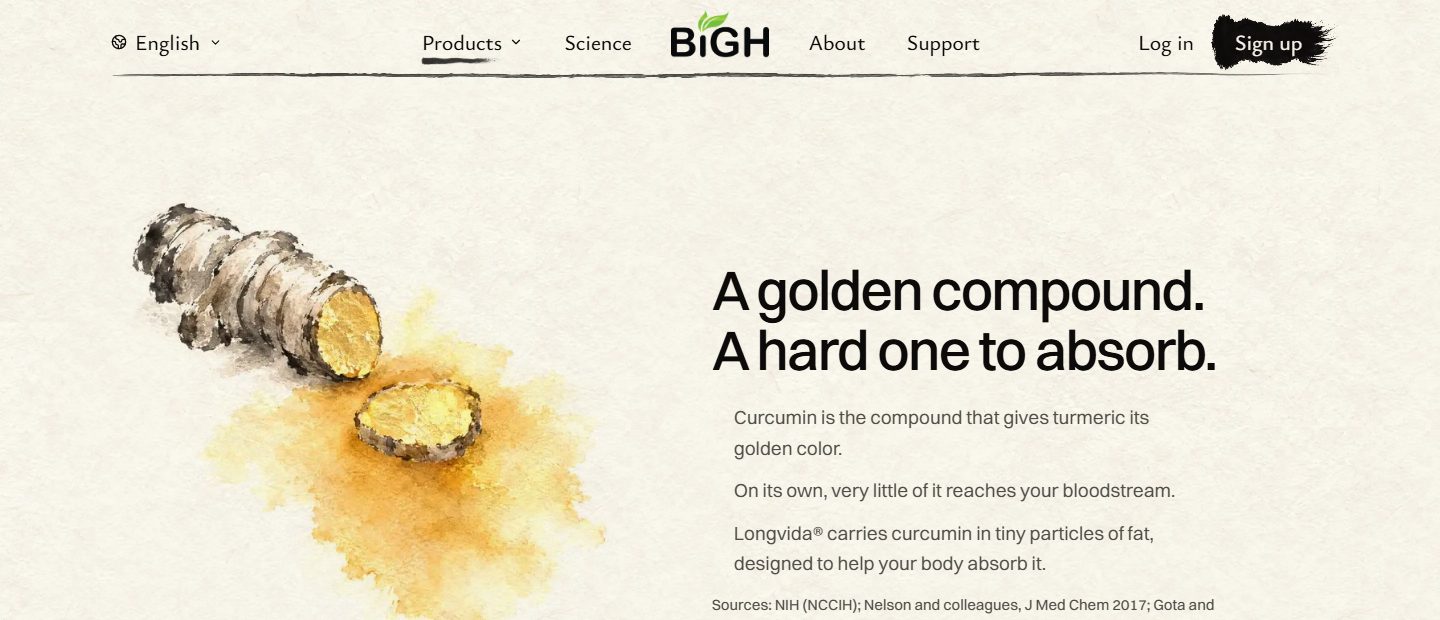 English
Products
Science
BiGH
About
Support
Log in
Sign up
A golden compound.
A hard one to absorb.
Curcumin is the compound that gives turmeric its
golden color.
On its own, very little of it reaches your bloodstream.
Longvida® carries curcumin in tiny particles of fat,
designed to help your body absorb it.
Sources: NIH (NCCIH); Nelson and colleagues, J Med Chem 2017; Gota and